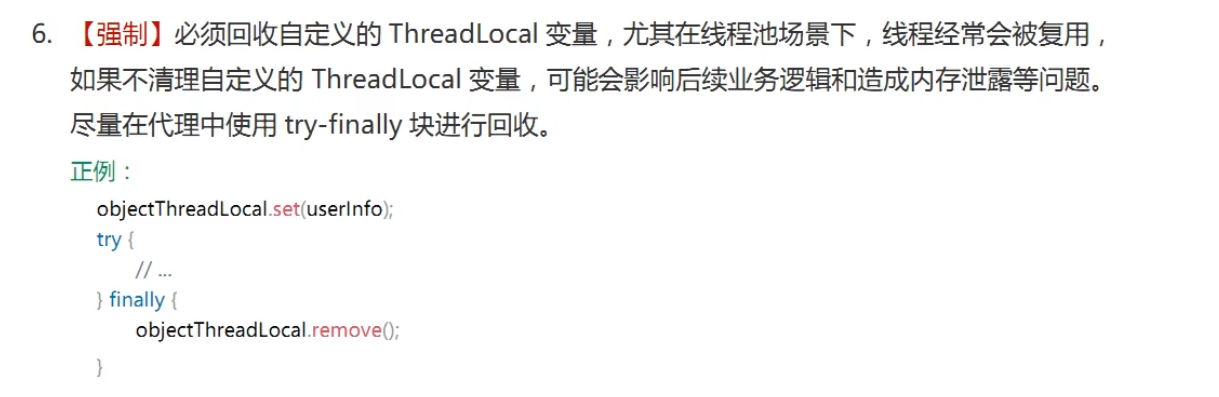 6. 【强制】必须回收自定义的 ThreadLocal 变量，尤其在线程池场景下，线程经常会被复用，
如果不清理自定义的 ThreadLocal 变量，可能会影响后续业务逻辑和造成内存泄露等问题。
尽量在代理中使用 try-finally 块进行回收。
正例：
objectThreadLocal.set(userInfo);
try {
// ...
} finally {
objectThreadLocal.remove();
}